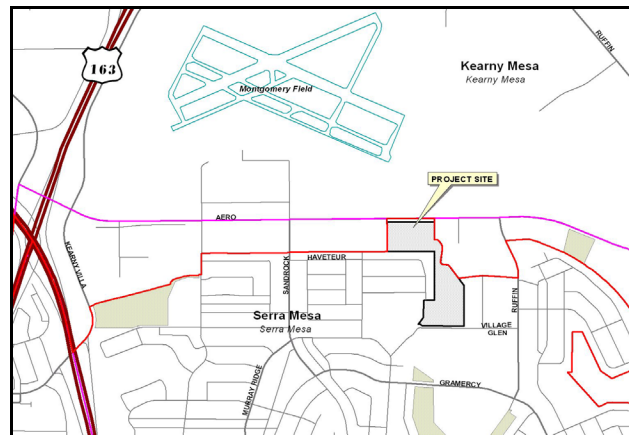 RUFFIN
163
Kearny Mesa
Kearny Mesa
Montgomery Field
PROJECT SITE
AERO
KEARNY VILLA
SANDROCK
HAVETEUR
RUFFIN
Serra Mesa
Serra Mesa
VILLAGE
GLEN
MURRAY RIDGE
GRAMERCY